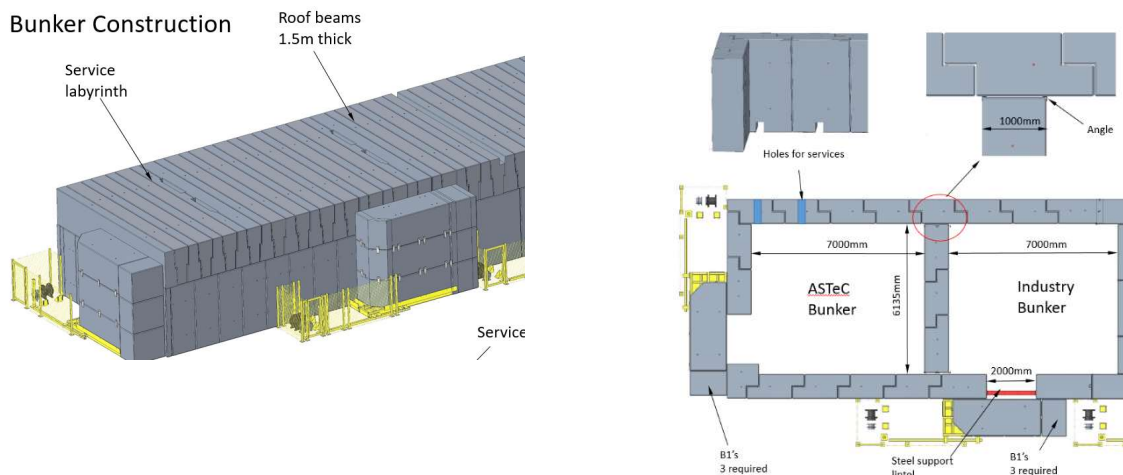 Bunker Construction
Roof beams
1.5m thick
Service
labyrinth
Service
1000mm
Angle
Holes for services
7000mm
7000mm
ASTeC
Bunker
6135mm
Industry
Bunker
2000mm
B1's
3 required
Steel support
lintol
B1's
3 required